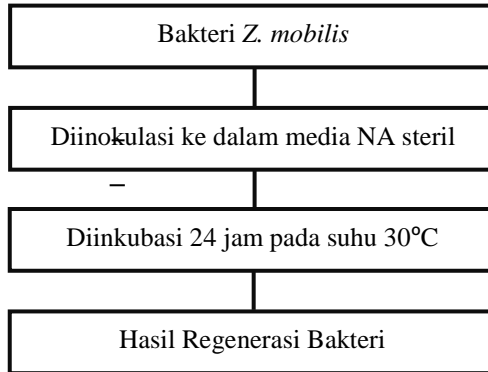 Bakteri Z. mobilis
Diinokulasi ke dalam media NA steril
Diinkubasi 24 jam pada suhu 30°C
Hasil Regenerasi Bakteri